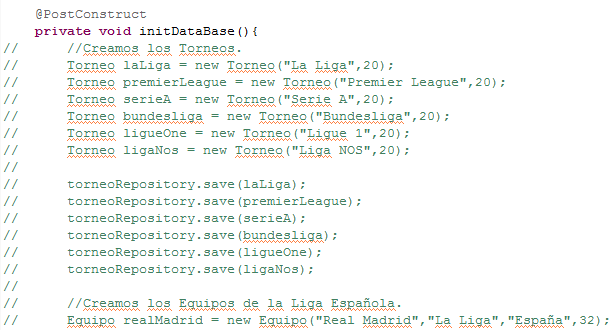 @PostConstruct
private void initDataBase(){
//      //Creamos los Torneos.
//      Torneo laLiga = new Torneo("La Liga",20);
//      Torneo premierLeague = new Torneo("Premier League",20);
//      Torneo serieA = new Torneo("Serie A",20);
//      Torneo bundesliga = new Torneo("Bundesliga",20);
//      Torneo ligueOne = new Torneo("Ligue 1",20);
//      Torneo ligaNos = new Torneo("Liga NOS",20);
//
//      torneoRepository.save(laLiga);
//      torneoRepository.save(premierLeague);
//      torneoRepository.save(serieA);
//      torneoRepository.save(bundesliga);
//      torneoRepository.save(ligueOne);
//      torneoRepository.save(ligaNos);
//
//      //Creamos los Equipos de la Liga Española.
//      Equipo realMadrid = new Equipo("Real Madrid","La Liga","España",32);